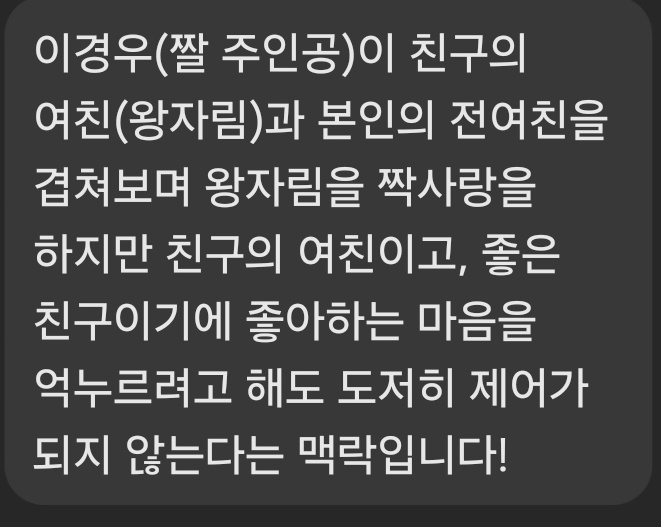 이경우(짤 주인공)이 친구의
여친(왕자림)과 본인의 전여친을
겹쳐보며 왕자림을 짝사랑을
하지만 친구의 여친이고, 좋은
친구이기에 좋아하는 마음을
억누르려고 해도 도저히 제어가
되지 않는다는 맥락입니다!